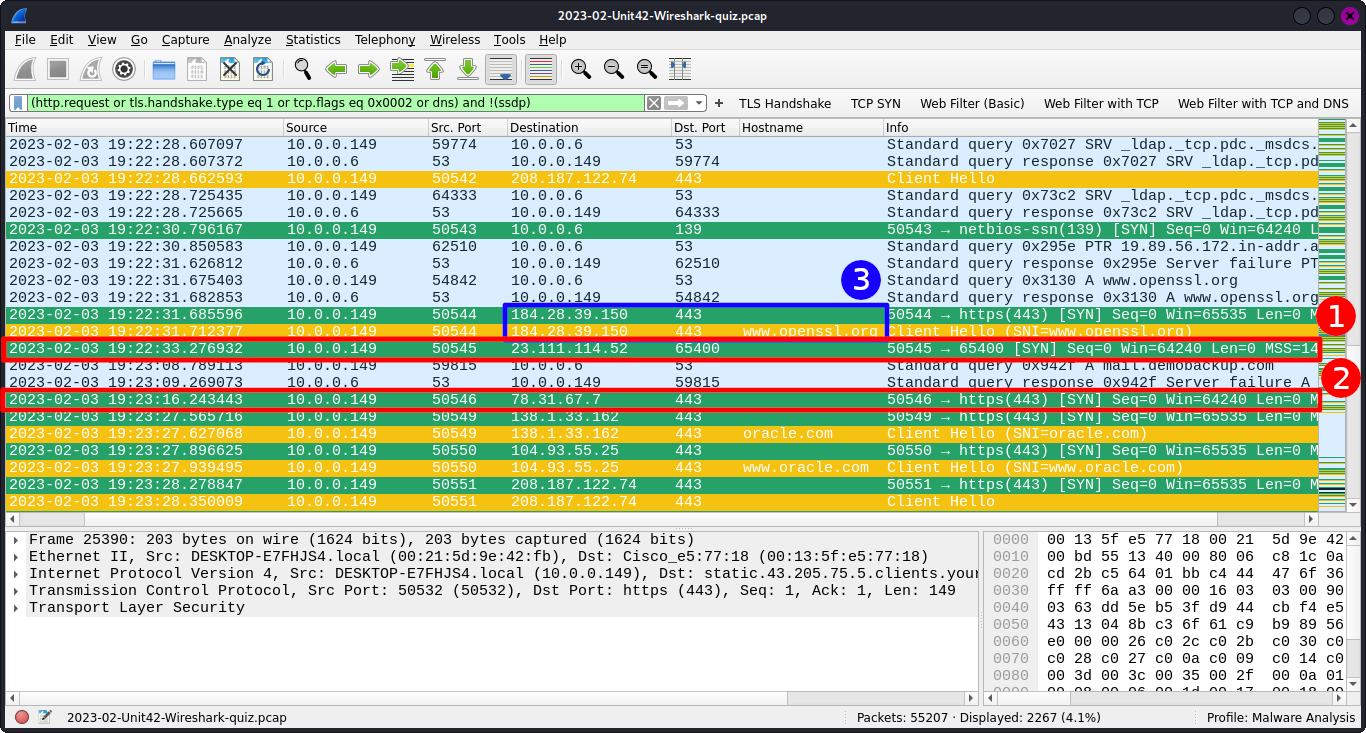 2023-02-Unit42-Wireshark-quiz.pcap
File Edit View Go Capture Analyze Statistics Telephony Wireless Tools Help
(http.request or tls.handshake.type eq 1 or tcp.flags eq 0x0002 or dns) and !(ssdp) + TLS Handshake TCP SYN Web Filter (Basic) Web Filter with TCP Web Filter with TCP and DNS
Time Source Src. Port Destination Dst. Port Hostname Info
2023-02-03 19:22:28.607097 10.0.0.149 59774 10.0.0.6 53 Standard query 0x7027 SRV _ldap._tcp.pdc._msdcs.
2023-02-03 19:22:28.607372 10.0.0.6 53 10.0.0.149 59774 Standard query response 0x7027 SRV _ldap._tcp.pd
2023-02-03 19:22:28.662593 10.0.0.149 50542 208.187.122.74 443 Client Hello
2023-02-03 19:22:28.725435 10.0.0.149 64333 10.0.0.6 53 Standard query 0x73c2 SRV _ldap._tcp.pdc._msdcs.
2023-02-03 19:22:28.725665 10.0.0.6 53 10.0.0.149 64333 Standard query response 0x73c2 SRV _ldap._tcp.pd
2023-02-03 19:22:30.796167 10.0.0.149 50543 10.0.0.6 139 50543 → netbios-ssn(139) [SYN] Seq=0 Win=64240 L
2023-02-03 19:22:30.850583 10.0.0.149 62510 10.0.0.6 53 Standard query 0x295e PTR 19.89.56.172.in-addr.a
2023-02-03 19:22:31.626812 10.0.0.6 53 10.0.0.149 62510 Standard query response 0x295e Server failure PT
2023-02-03 19:22:31.675403 10.0.0.149 54842 10.0.0.6 53 Standard query 0x3130 A www.openssl.org
2023-02-03 19:22:31.682853 10.0.0.6 53 10.0.0.149 54842 Standard query response 0x3130 A www.openssl.org
3
2023-02-03 19:22:31.685596 10.0.0.149 50544 184.28.39.150 443 50544 → https(443) [SYN] Seq=0 Win=65535 Len=0 M
1
2023-02-03 19:22:31.712377 10.0.0.149 50544 184.28.39.150 443 www.openssl.org Client Hello (SNI=www.openssl.org)
2023-02-03 19:22:33.276932 10.0.0.149 50545 23.111.114.52 65400 50545 → 65400 [SYN] Seq=0 Win=64240 Len=0 MSS=14
2023-02-03 19:23:08.789113 10.0.0.149 59815 10.0.0.6 53 Standard query 0x942f A mail.demobackup.com
2023-02-03 19:23:09.269073 10.0.0.6 53 10.0.0.149 59815 Standard query response 0x942f Server failure A
2
2023-02-03 19:23:16.243443 10.0.0.149 50546 78.31.67.7 443 50546 → https(443) [SYN] Seq=0 Win=64240 Len=0 M
2023-02-03 19:23:27.565716 10.0.0.149 50549 138.1.33.162 443 50549 → https(443) [SYN] Seq=0 Win=65535 Len=0 M
2023-02-03 19:23:27.627068 10.0.0.149 50549 138.1.33.162 443 oracle.com Client Hello (SNI=oracle.com)
2023-02-03 19:23:27.896625 10.0.0.149 50550 104.93.55.25 443 50550 → https(443) [SYN] Seq=0 Win=65535 Len=0 M
2023-02-03 19:23:27.939495 10.0.0.149 50550 104.93.55.25 443 www.oracle.com Client Hello (SNI=www.oracle.com)
2023-02-03 19:23:28.278847 10.0.0.149 50551 208.187.122.74 443 50551 → https(443) [SYN] Seq=0 Win=65535 Len=0 M
2023-02-03 19:23:28.350009 10.0.0.149 50551 208.187.122.74 443 Client Hello
Frame 25390: 203 bytes on wire (1624 bits), 203 bytes captured (1624 bits)
Ethernet II, Src: DESKTOP-E7FHJS4.local (00:21:5d:9e:42:fb), Dst: Cisco_e5:77:18 (00:13:5f:e5:77:18)
Internet Protocol Version 4, Src: DESKTOP-E7FHJS4.local (10.0.0.149), Dst: static.43.205.75.5.clients.your
Transmission Control Protocol, Src Port: 50532 (50532), Dst Port: https (443), Seq: 1, Ack: 1, Len: 149
Transport Layer Security
0000 00 13 5f e5 77 18 00 21 5d 9e 42
0010 00 bd 55 13 40 00 80 06 c8 1c 0a
0020 cd 2b c5 64 01 bb c4 44 47 6f 36
0030 ff ff 6a a3 00 00 16 03 03 00 90
0040 03 63 dd 5e b5 3f d9 44 cb f4 e5
0050 43 13 04 8b c3 6f 61 c9 b9 89 56
0060 e0 00 00 26 c0 2c c0 2b c0 30 c0
0070 c0 28 c0 27 c0 0a c0 09 c0 14 c0
0080 00 3d 00 3c 00 35 00 2f 00 0a 01
2023-02-Unit42-Wireshark-quiz.pcap Packets: 55207 · Displayed: 2267 (4.1%) Profile: Malware Analysis